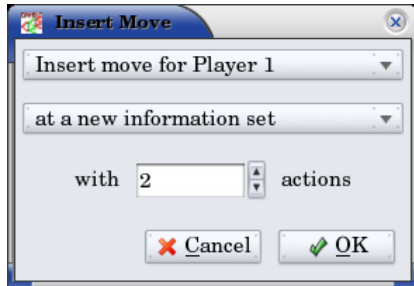 Insert Move
Insert move for Player 1
at a new information set
with 2 actions
Cancel OK